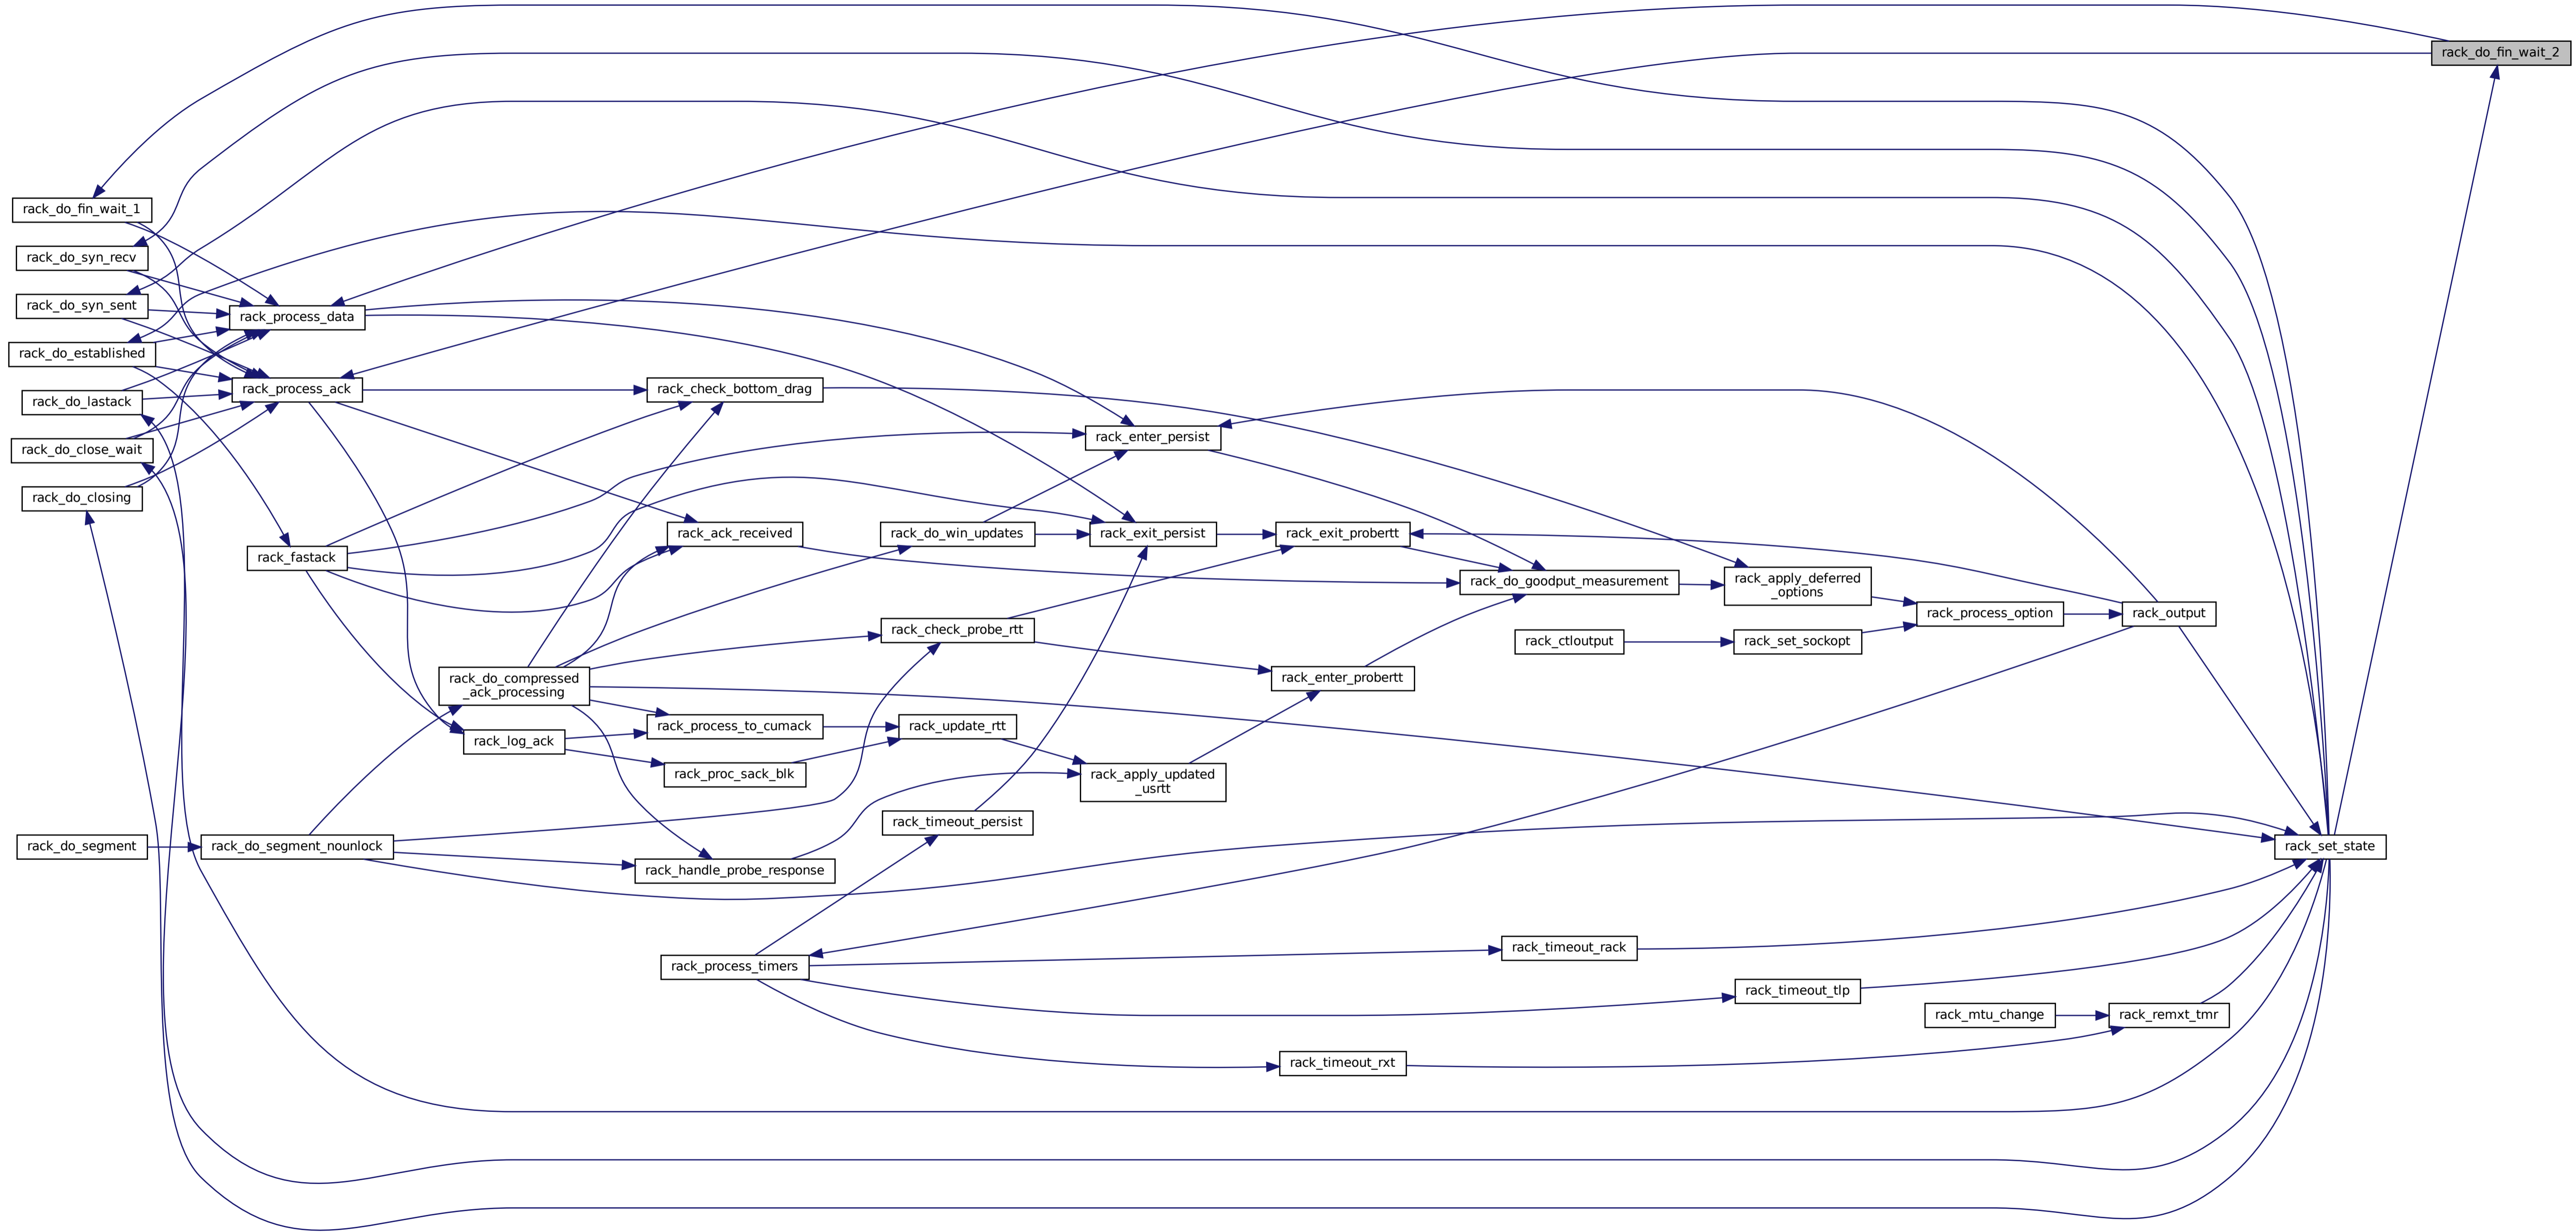 rack_do_fin_wait_2
rack_do_fin_wait_1
rack_do_syn_recv
rack_do_syn_sent
rack_process_data
rack_do_established
rack_process_ack
rack_check_bottom_drag
rack_do_lastack
rack_enter_persist
rack_do_close_wait
rack_do_closing
rack_ack_received
rack_do_win_updates
rack_exit_persist
rack_exit_probertt
rack_fastack
rack_do_goodput_measurement
rack_apply_deferred
_options
rack_process_option
rack_output
rack_check_probe_rtt
rack_ctloutput
rack_set_sockopt
rack_enter_probertt
rack_do_compressed
_ack_processing
rack_process_to_cumack
rack_update_rtt
rack_log_ack
rack_proc_sack_blk
rack_apply_updated
_usrtt
rack_timeout_persist
rack_do_segment
rack_do_segment_nounlock
rack_set_state
rack_handle_probe_response
rack_timeout_rack
rack_process_timers
rack_timeout_tlp
rack_mtu_change
rack_remxt_tmr
rack_timeout_rxt